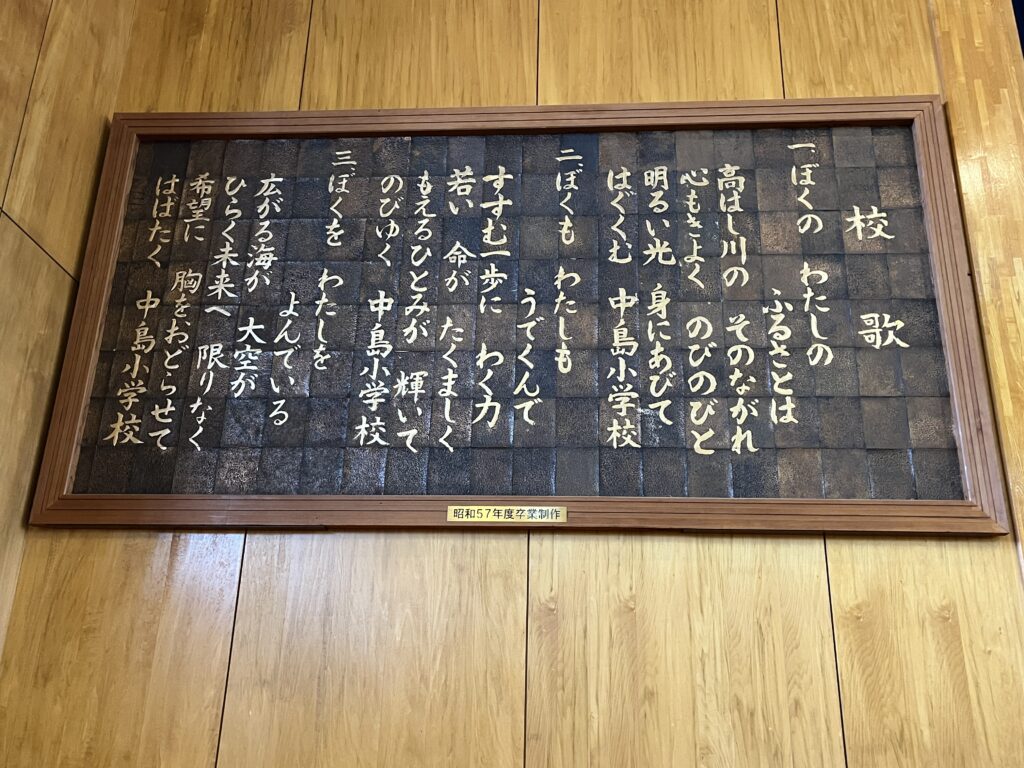 校歌
一、ぼくの わたしの
ふるさとは
高はし川の そのながれ
心もきよく のびのびと
明るい光 身にあびて
はぐくむ 中島小学校
二、ぼくも わたしも
うでくんで
すすむ一歩に わく力
若い 命が たくましく
もえるひとみが 輝いて
のびゆく 中島小学校
三、ぼくを わたしを
よんでいる
広がる海が 大空が
ひらく未来へ 限りなく
希望に 胸をおどらせて
はばたく 中島小学校
昭和57年度卒業制作